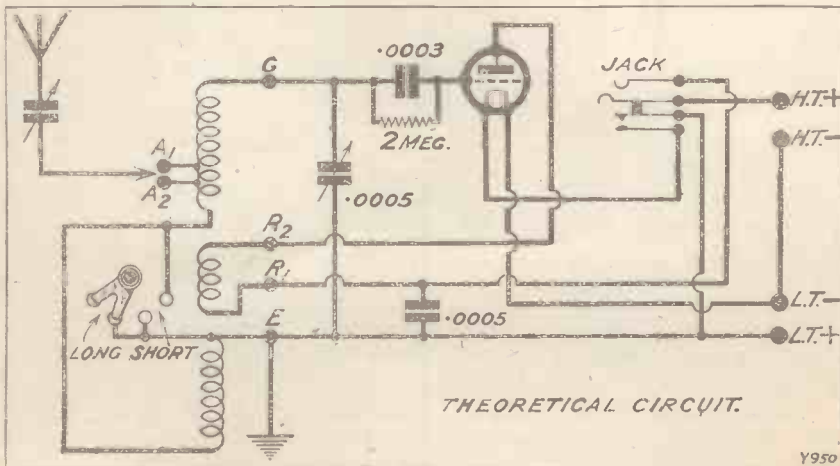 G
.0003
JACK
H.T.+
H.T.-
2 MEG.
A1
A2
.0005
R2
R1
L.T.-
.0005
E
L.T.+
LONG SHORT
THEORETICAL CIRCUIT.
Y950